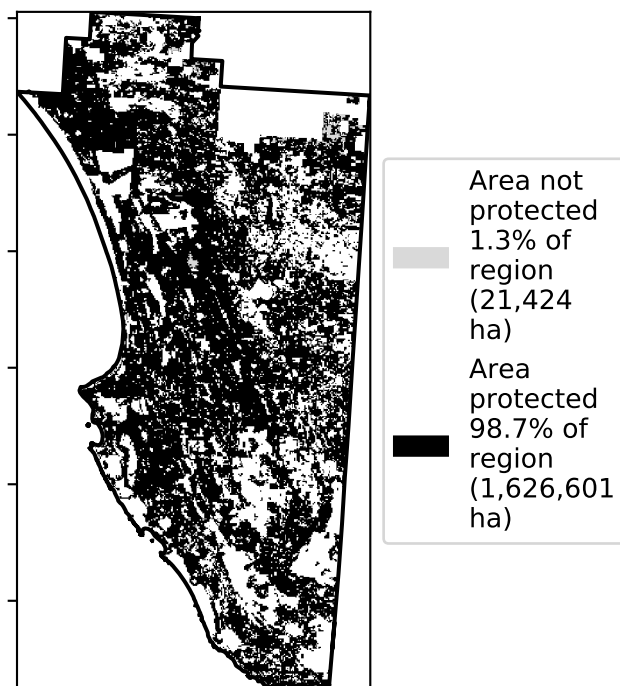 Area not
protected
1.3% of
region
(21,424
ha)
Area
protected
98.7% of
region
(1,626,601
ha)